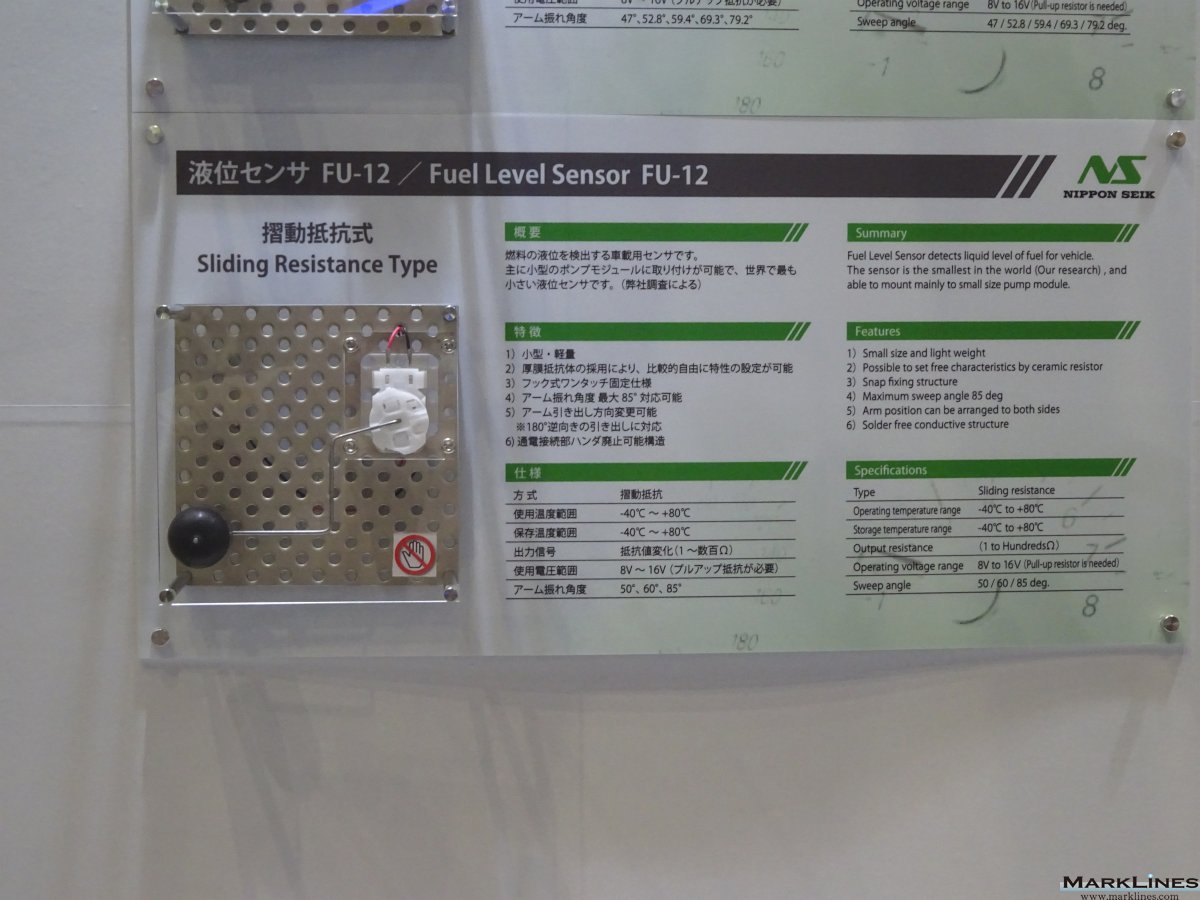 アーム振れ角度 47°、52.8°、59.4°、69.3°、79.2°
Operating voltage range 8V to 16V (Pull-up resistor is needed)
Sweep angle 47 / 52.8 / 59.4 / 69.3 / 79.2 deg.
180
180
-1
8
液位センサ FU-12 ／ Fuel Level Sensor FU-12
NS
NIPPON SEIK
摺動抵抗式
Sliding Resistance Type
概要
燃料の液位を検出する車載用センサです。
主に小型のポンプモジュールに取り付けが可能で、世界で最も
小さい液位センサです。（弊社調査による）
特徴
1）小型・軽量
2）厚膜抵抗体の採用により、比較的自由に特性の設定が可能
3）フック式ワンタッチ固定仕様
4）アーム振れ角度 最大 85° 対応可能
5）アーム引き出し方向変更可能
※180°逆向きの引き出しに対応
6) 通電接続部ハンダ廃止可能構造
仕様
方式 摺動抵抗
使用温度範囲 -40℃ ～ +80℃
保存温度範囲 -40℃ ～ +80℃
出力信号 抵抗値変化（1 ～数百Ω）
使用電圧範囲 8V ～ 16V（プルアップ抵抗が必要）
アーム振れ角度 50°、60°、85°
Summary
Fuel Level Sensor detects liquid level of fuel for vehicle.
The sensor is the smallest in the world (Our research) , and
able to mount mainly to small size pump module.
Features
1) Small size and light weight
2) Possible to set free characteristics by ceramic resistor
3) Snap fixing structure
4) Maximum sweep angle 85 deg
5) Arm position can be arranged to both sides
6) Solder free conductive structure
Specifications
Type Sliding resistance
Operating temperature range -40℃ to +80℃
Storage temperature range -40℃ to +80℃
Output resistance (1 to HundredsΩ)
Operating voltage range 8V to 16V (Pull-up resistor is needed)
Sweep angle 50 / 60 / 85 deg.
6
7
8
180
180
MARKLINES
www.marklines.com